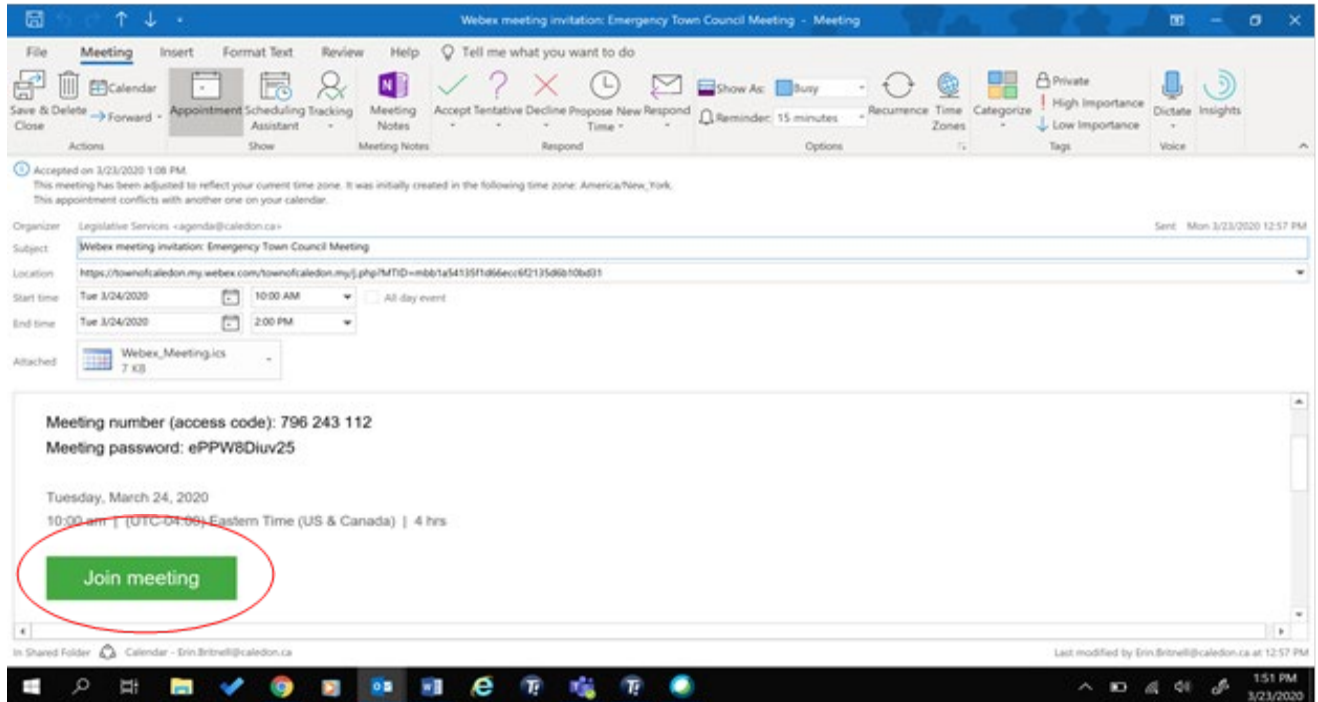 Webex meeting invitation: Emergency Town Council Meeting - Meeting
File Meeting Insert Format Text Review Help Tell me what you want to do
Save & Close
Delete
Calendar
Forward
Actions
Appointment
Scheduling Assistant
Tracking
Show
Meeting Notes
Meeting Notes
Accept Tentative Decline Propose New Time Respond
Respond
Show As: Busy
Reminder: 15 minutes
Recurrence
Time Zones
Options
Categorize
Private
High Importance
Low Importance
Tags
Dictate
Voice
Insights
Accepted on 3/23/2020 1:08 PM.
This meeting has been adjusted to reflect your current time zone. It was initially created in the following time zone: America/New_York.
This appointment conflicts with another one on your calendar.
Organizer Legislative Services <agenda@caledon.ca> Sent Mon 3/23/2020 12:57 PM
Subject Webex meeting invitation: Emergency Town Council Meeting
Location
Start time Tue 3/24/2020 10:00 AM All day event
End time Tue 3/24/2020 2:00 PM
Attached Webex_Meeting.ics
7 KB
Meeting number (access code): 796 243 112
Meeting password: ePPW8Diuv25
Tuesday, March 24, 2020
10:00 am | (UTC-04:00) Eastern Time (US & Canada) | 4 hrs
Join meeting
In Shared Folder Calendar - Erin.Britnell@caledon.ca Last modified by Erin.Britnell@caledon.ca at 12:57 PM
1:51 PM
3/23/2020